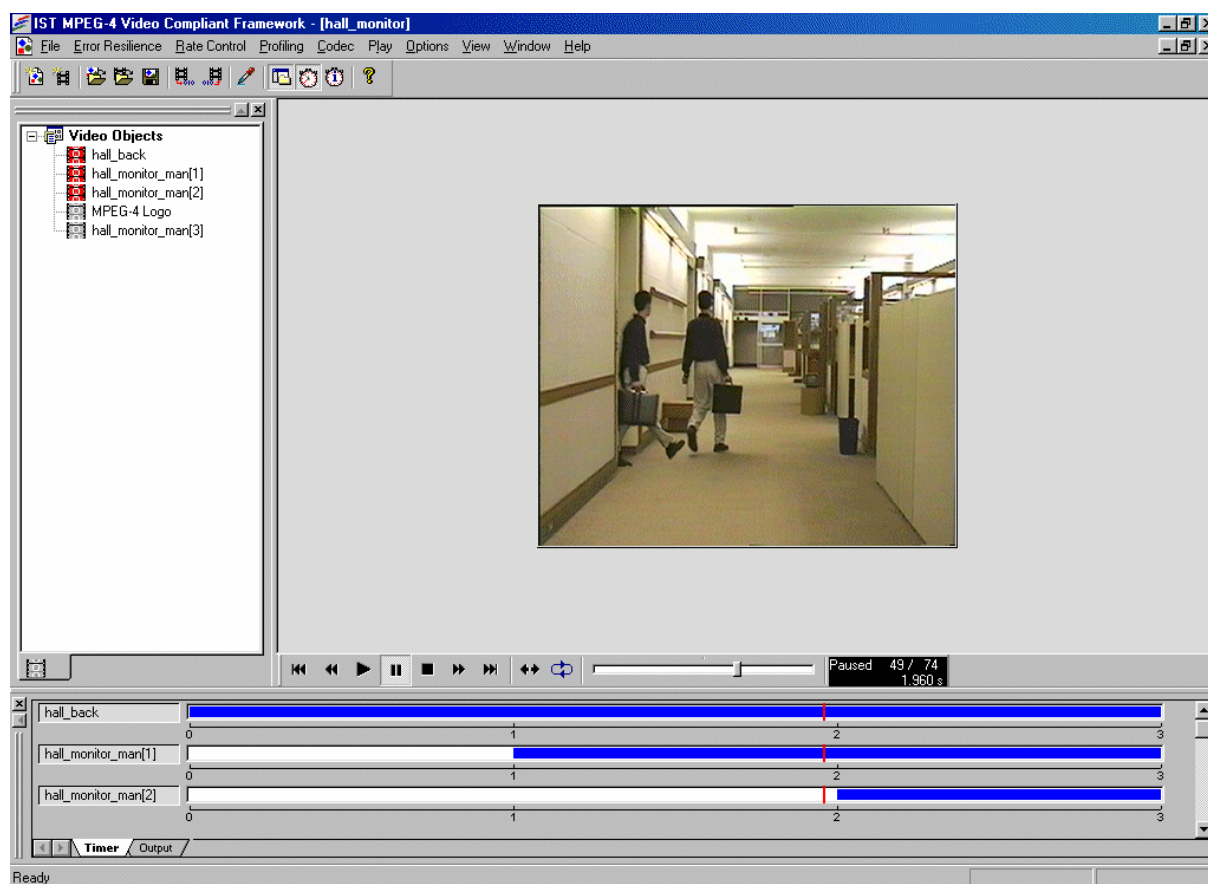 IST MPEG-4 Video Compliant Framework - [hall_monitor]
File Error Resilience Rate Control Profiling Codec Play Options View Window Help
Video Objects
hall_back
hall_monitor_man[1]
hall_monitor_man[2]
MPEG-4 Logo
hall_monitor_man[3]
Paused 49 / 74
1.960 s
hall_back
0 1 2 3
hall_monitor_man[1]
0 1 2 3
hall_monitor_man[2]
0 1 2 3
Timer Output
Ready